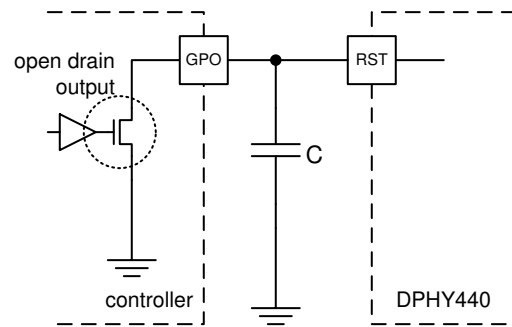 GPO
RST
open drain
output
C
controller
DPHY440